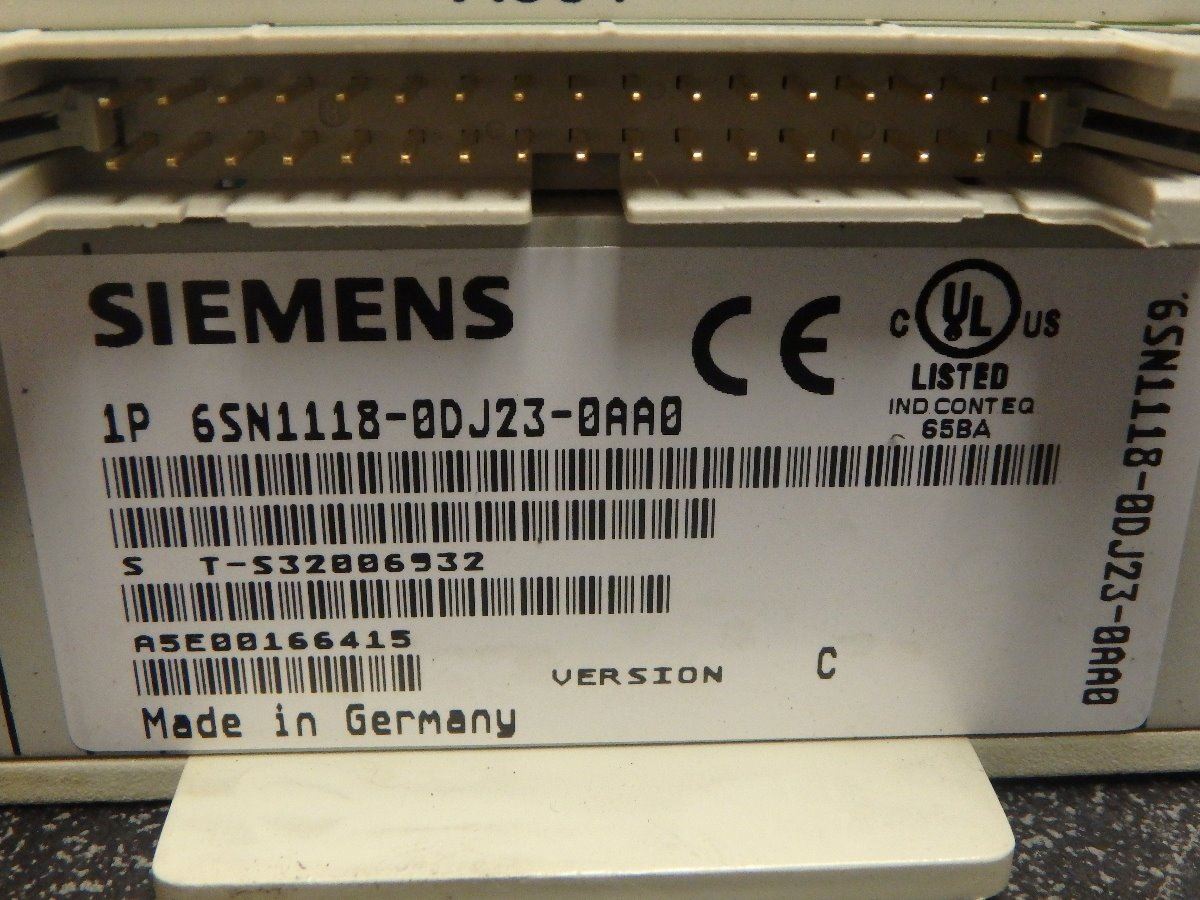 SIEMENS
CE
C UL US
LISTED
IND CONT EQ
65BA
1P 6SN1118-0DJ23-0AA0
S T-S32006932
A5E00166415
VERSION C
Made in Germany
6SN1118-0DJ23-0AA0